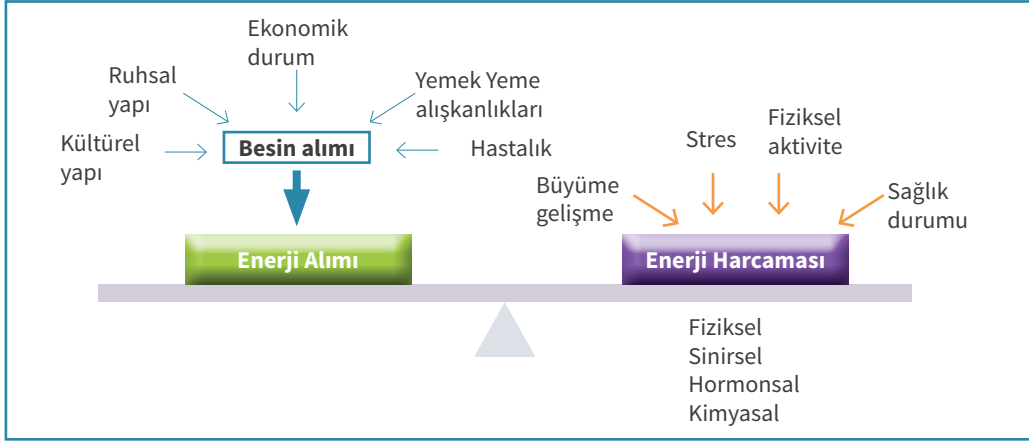 Ekonomik
durum
Ruhsal
yapı
Yemek Yeme
alışkanlıkları
Kültürel
yapı
Besin alımı
Hastalık
Stres
Fiziksel
aktivite
Büyüme
gelişme
Sağlık
durumu
Enerji Alımı
Enerji Harcaması
Fiziksel
Sinirsel
Hormonsal
Kimyasal